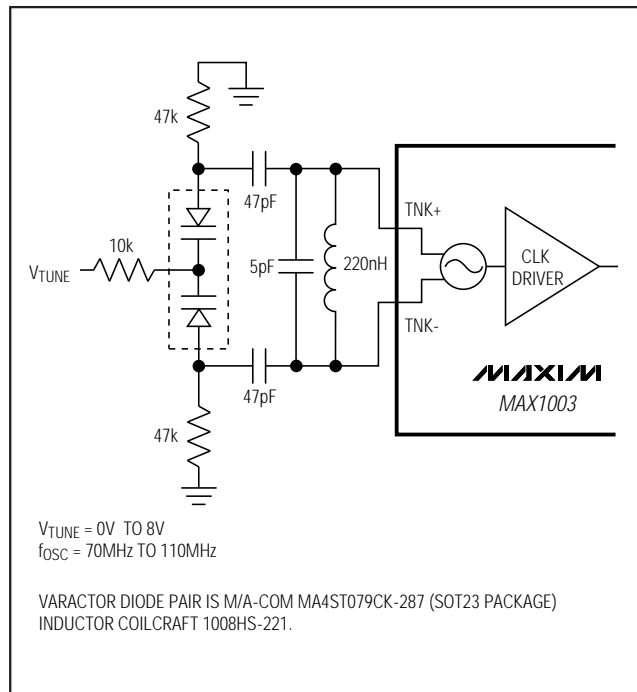 47k
47pF
10k
VTUNE
5pF
220nH
TNK+
CLK
DRIVER
TNK-
MAXIM
MAX1003
47pF
47k
VTUNE = 0V TO 8V
fOSC = 70MHz TO 110MHz
VARACTOR DIODE PAIR IS M/A-COM MA4ST079CK-287 (SOT23 PACKAGE)
INDUCTOR COILCRAFT 1008HS-221.